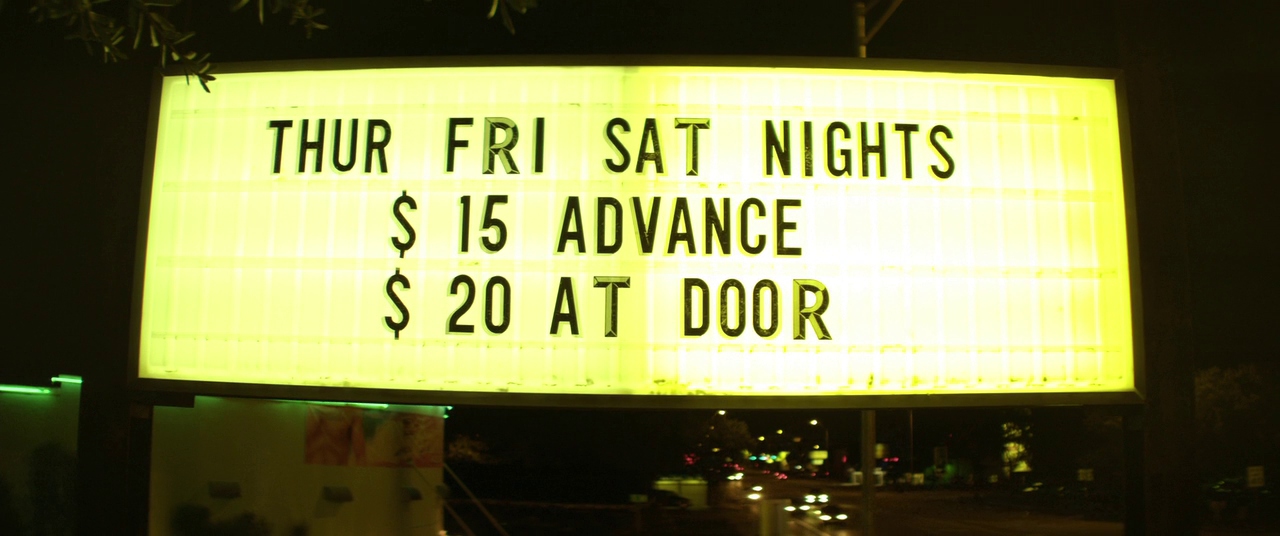 THUR FRI SAT NIGHTS
$ 15 ADVANCE
$ 20 AT DOOR